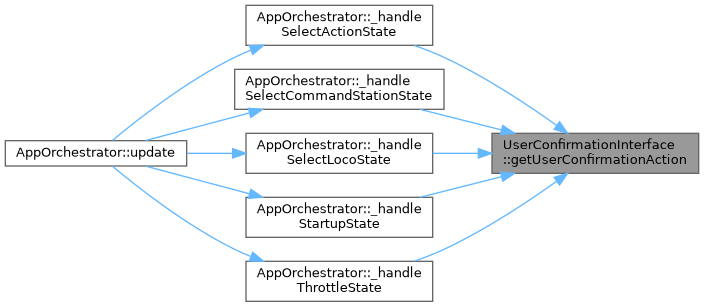 AppOrchestrator::update
AppOrchestrator::_handle
SelectActionState
AppOrchestrator::_handle
SelectCommandStationState
AppOrchestrator::_handle
SelectLocoState
AppOrchestrator::_handle
StartupState
AppOrchestrator::_handle
ThrottleState
UserConfirmationInterface
::getUserConfirmationAction